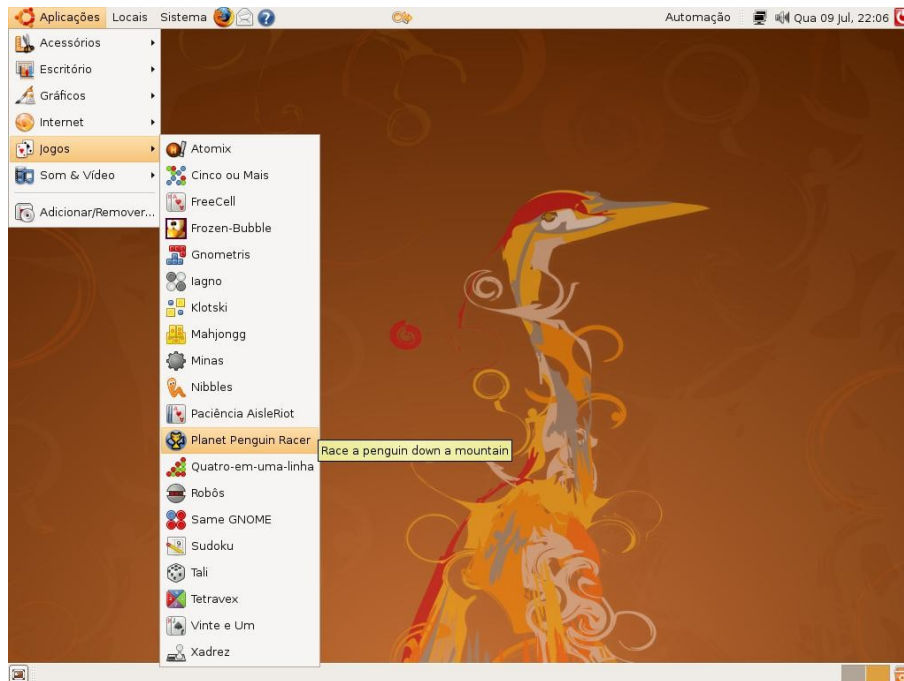 Aplicações Locais Sistema Automação Qua 09 Jul, 22:06
Acessórios
Escritório
Gráficos
Internet
Jogos
Som & Vídeo
Adicionar/Remover...
Atomix
Cinco ou Mais
FreeCell
Frozen-Bubble
Gnometris
Iagno
Klotski
Mahjongg
Minas
Nibbles
Paciência AisleRiot
Planet Penguin Racer
Race a penguin down a mountain
Quatro-em-uma-linha
Robôs
Same GNOME
Sudoku
Tali
Tetravex
Vinte e Um
Xadrez